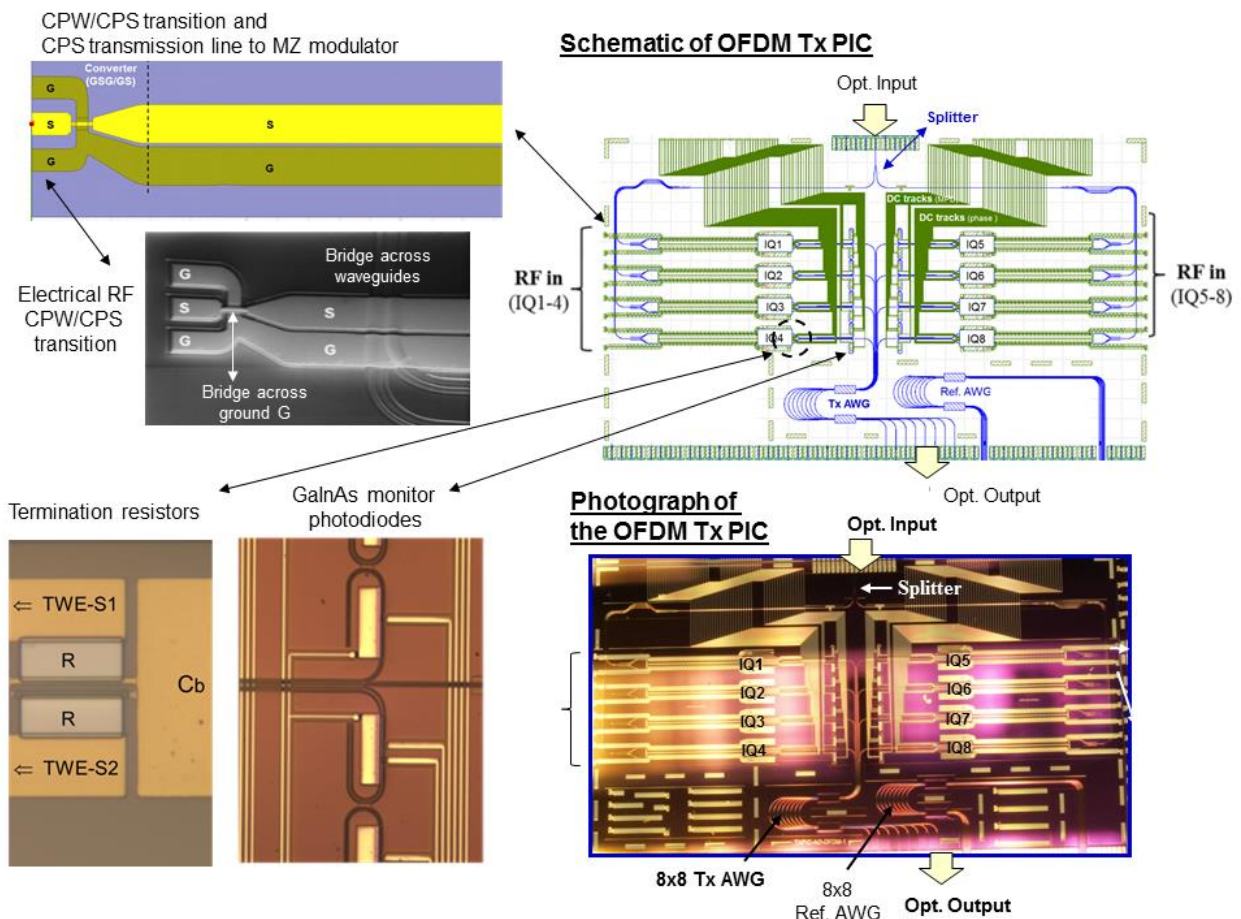 CPW/CPS transition and
CPS transmission line to MZ modulator
Converter
(GSG/GS)
G
S
G
S
G
Electrical RF
CPW/CPS
transition
Bridge across
waveguides
G
S
G
S
G
Bridge across
ground G
Schematic of OFDM Tx PIC
Opt. Input
Splitter
DC tracks (MPD)
DC tracks (phase )
RF in
(IQ1-4)
IQ1
IQ2
IQ3
IQ4
IQ5
IQ6
IQ7
IQ8
RF in
(IQ5-8)
Tx AWG
Ref. AWG
Opt. Output
Termination resistors
⇐ TWE-S1
R
R
Cb
⇐ TWE-S2
GaInAs monitor
photodiodes
Photograph of
the OFDM Tx PIC
Opt. Input
Splitter
IQ1
IQ2
IQ3
IQ4
IQ5
IQ6
IQ7
IQ8
8x8 Tx AWG
8x8
Ref. AWG
Opt. Output